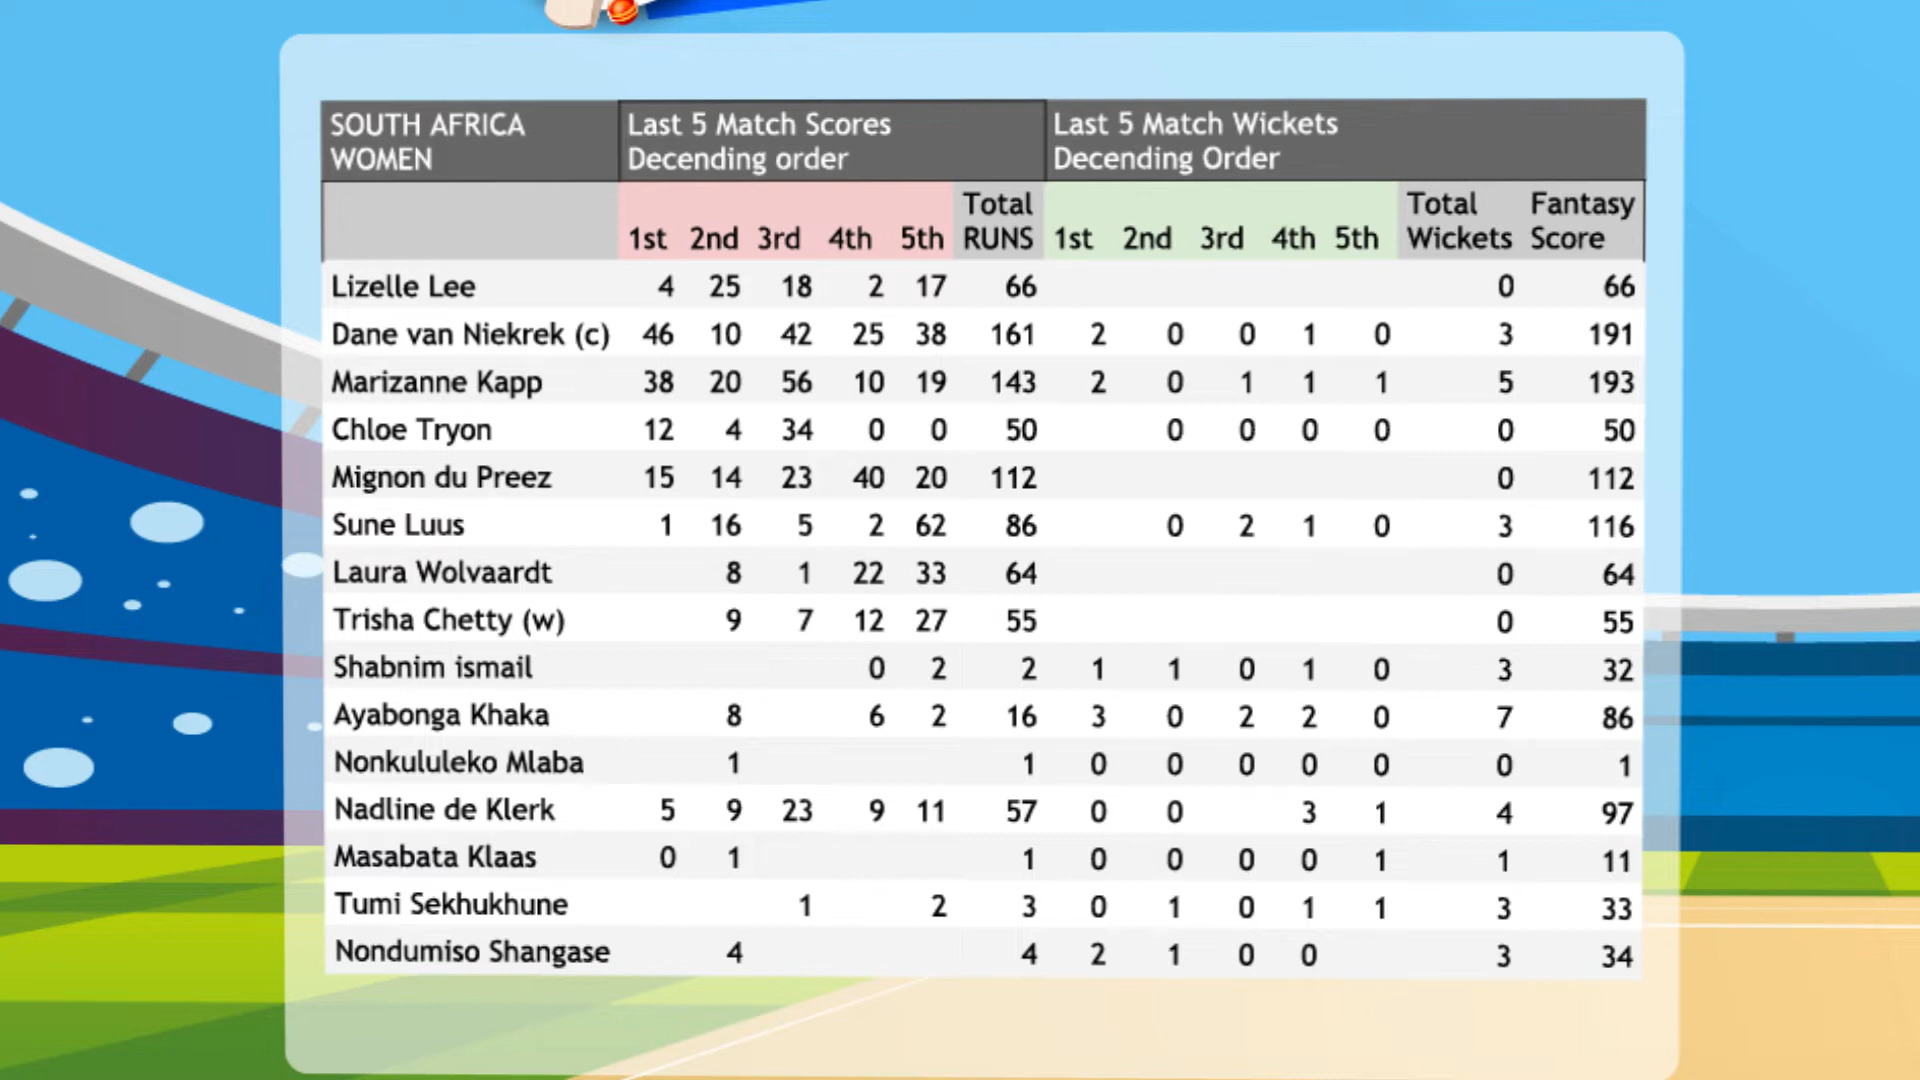 SOUTH AFRICA WOMEN Last 5 Match Scores Decending order Last 5 Match Wickets Decending Order
1st 2nd 3rd 4th 5th Total RUNS 1st 2nd 3rd 4th 5th Total Wickets Fantasy Score
Lizelle Lee 4 25 18 2 17 66 0 66
Dane van Niekrek (c) 46 10 42 25 38 161 2 0 0 1 0 3 191
Marizanne Kapp 38 20 56 10 19 143 2 0 1 1 1 5 193
Chloe Tryon 12 4 34 0 0 50 0 0 0 0 0 50
Mignon du Preez 15 14 23 40 20 112 0 112
Sune Luus 1 16 5 2 62 86 0 2 1 0 3 116
Laura Wolvaardt 8 1 22 33 64 0 64
Trisha Chetty (w) 9 7 12 27 55 0 55
Shabnim ismail 0 2 2 1 1 0 1 0 3 32
Ayabonga Khaka 8 6 2 16 3 0 2 2 0 7 86
Nonkululeko Mlaba 1 1 0 0 0 0 0 0 1
Nadline de Klerk 5 9 23 9 11 57 0 0 3 1 4 97
Masabata Klaas 0 1 1 0 0 0 0 1 1 11
Tumi Sekhukhune 1 2 3 0 1 0 1 1 3 33
Nondumiso Shangase 4 4 2 1 0 0 3 34